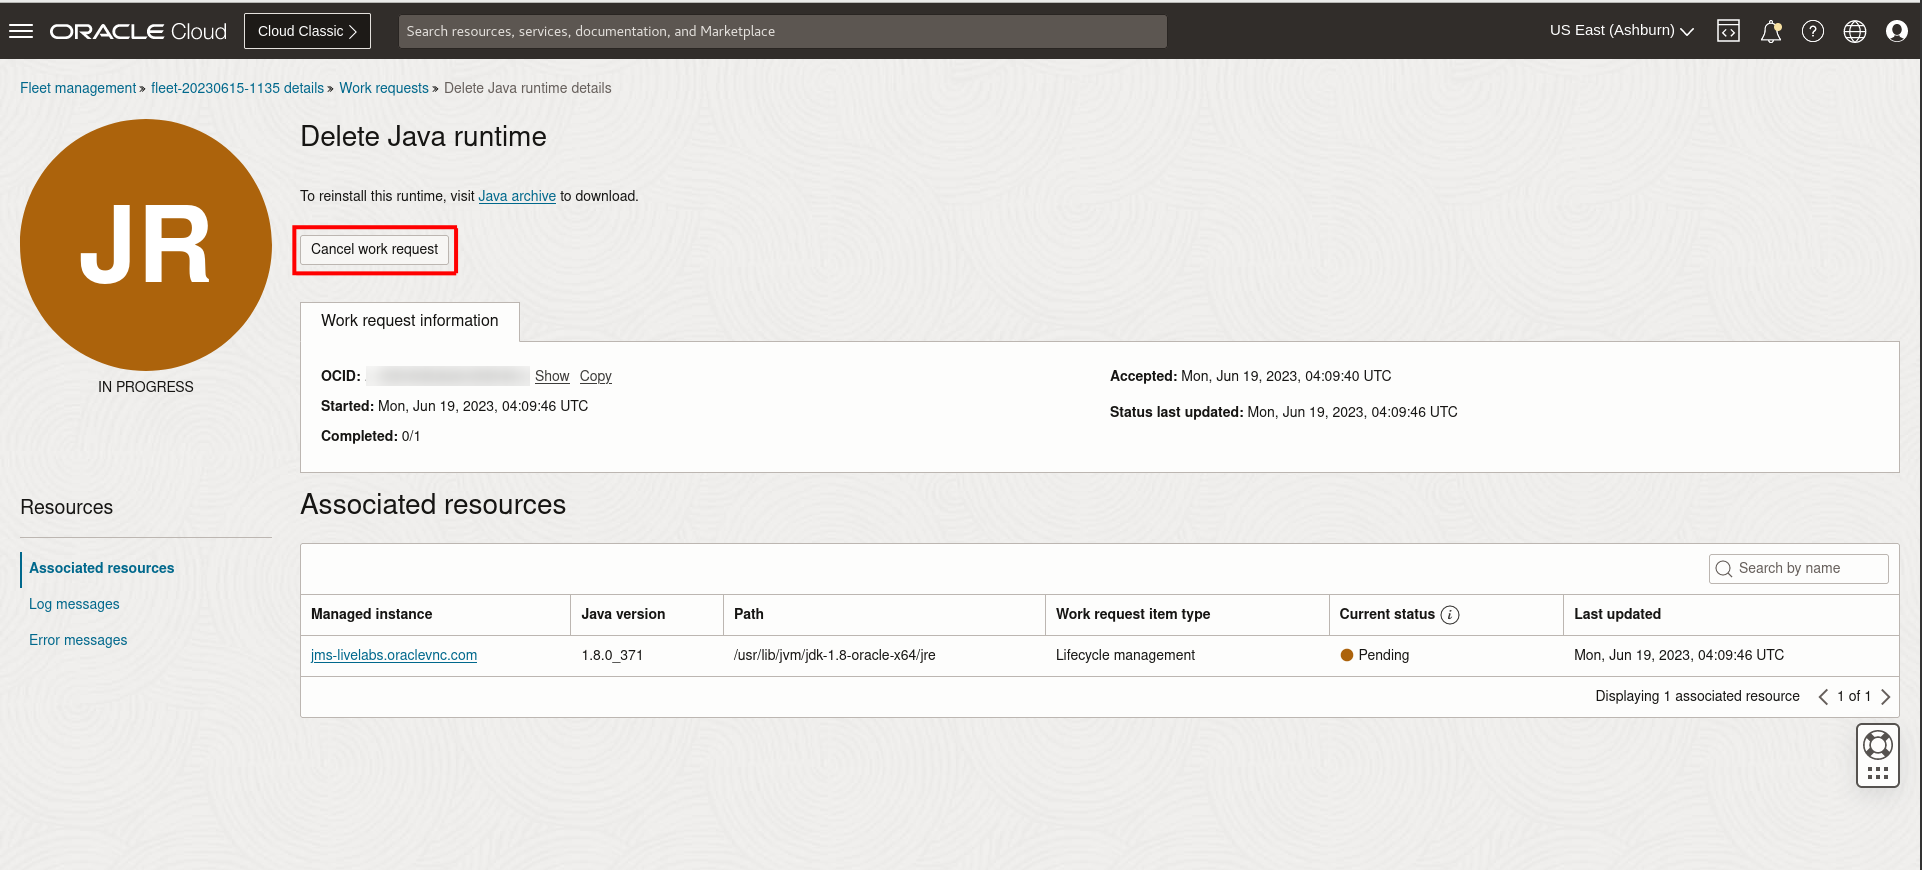 ORACLE Cloud
Cloud Classic
Search resources, services, documentation, and Marketplace
US East (Ashburn)
Fleet management » fleet-20230615-1135 details » Work requests » Delete Java runtime details
JR
IN PROGRESS
Delete Java runtime
To reinstall this runtime, visit Java archive to download.
Cancel work request
Work request information
OCID: Show Copy
Started: Mon, Jun 19, 2023, 04:09:46 UTC
Completed: 0/1
Accepted: Mon, Jun 19, 2023, 04:09:40 UTC
Status last updated: Mon, Jun 19, 2023, 04:09:46 UTC
Resources
Associated resources
Log messages
Error messages
Associated resources
Search by name
Managed instance Java version Path Work request item type Current status i Last updated
jms-livelabs.oraclevnc.com 1.8.0_371 /usr/lib/jvm/jdk-1.8-oracle-x64/jre Lifecycle management Pending Mon, Jun 19, 2023, 04:09:46 UTC
Displaying 1 associated resource 1 of 1